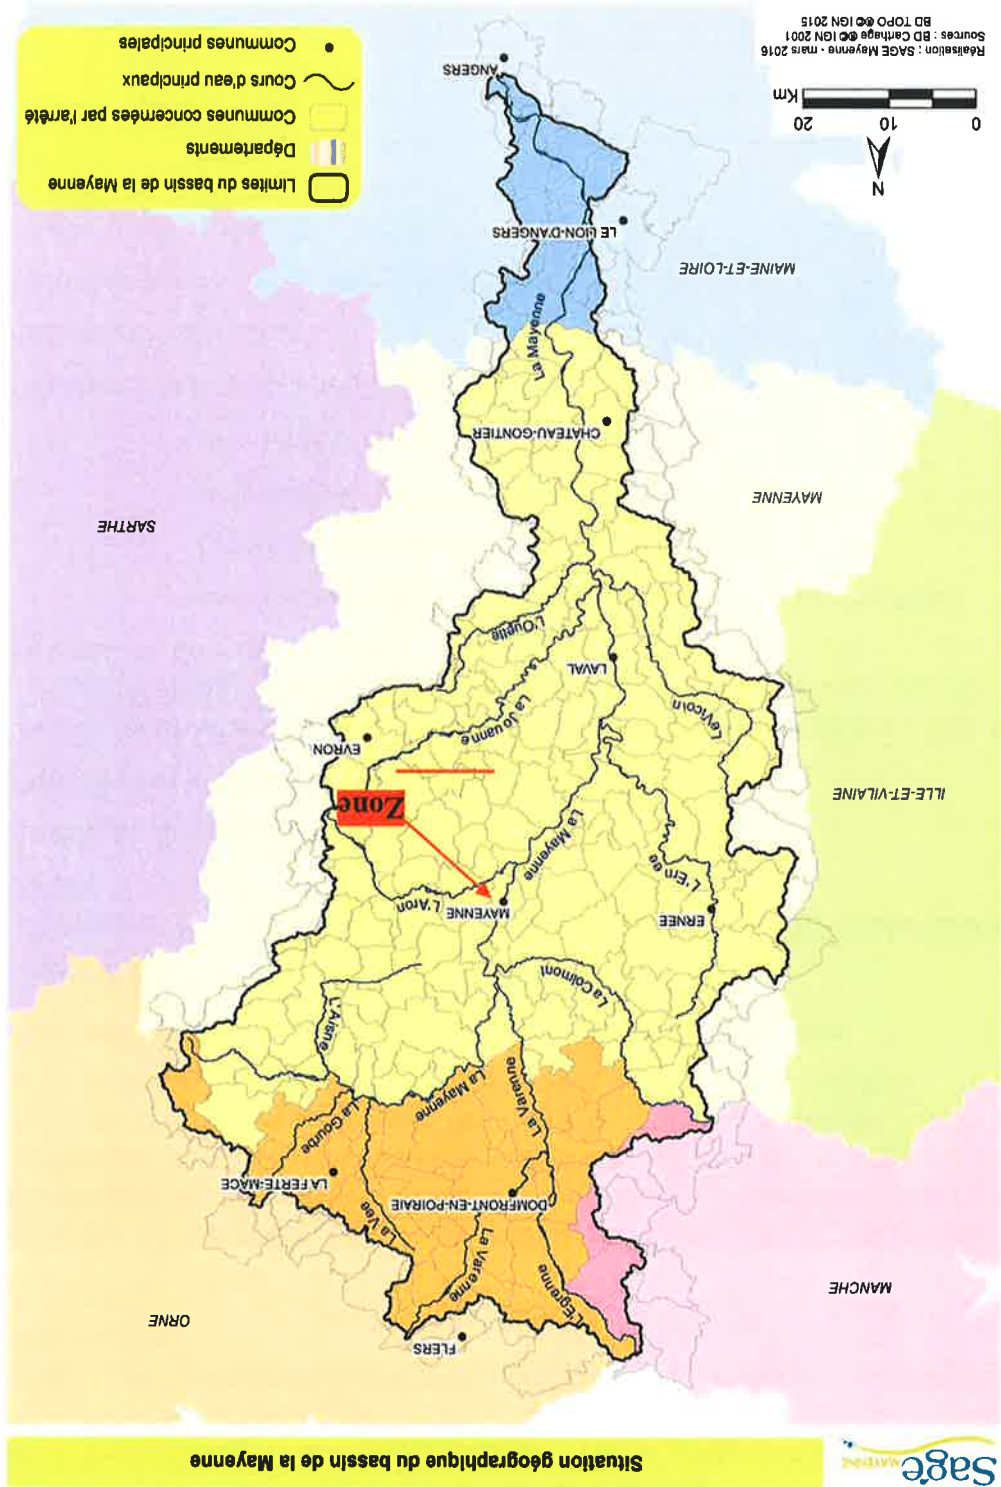 Sage
MAYENNE
Situation géographique du bassin de la Mayenne
FLERS
ORNE
MANCHE
L'Egrenne
La Varenne
La Vée
DOMFRONT-EN-POIRAIE
LA FERTE-MACE
La Gourbe
La Varenne
La Mayenne
L'Aisne
La Colmont
ERNEE
MAYENNE
L'Aron
L'Ernée
La Mayenne
Zone
ILLE-ET-VILAINE
EVRON
La Jouanne
Le Vicoin
LAVAL
L'Ouette
SARTHE
MAYENNE
CHATEAU-GONTIER
La Mayenne
MAINE-ET-LOIRE
LE LION-D'ANGERS
ANGERS
N
0 10 20
Km
Réalisation : SAGE Mayenne - mars 2016
Sources : BD Carthage ©© IGN 2001
BD TOPO ©© IGN 2015
Limites du bassin de la Mayenne
Départements
Communes concernées par l'arrêté
Cours d'eau principaux
Communes principales